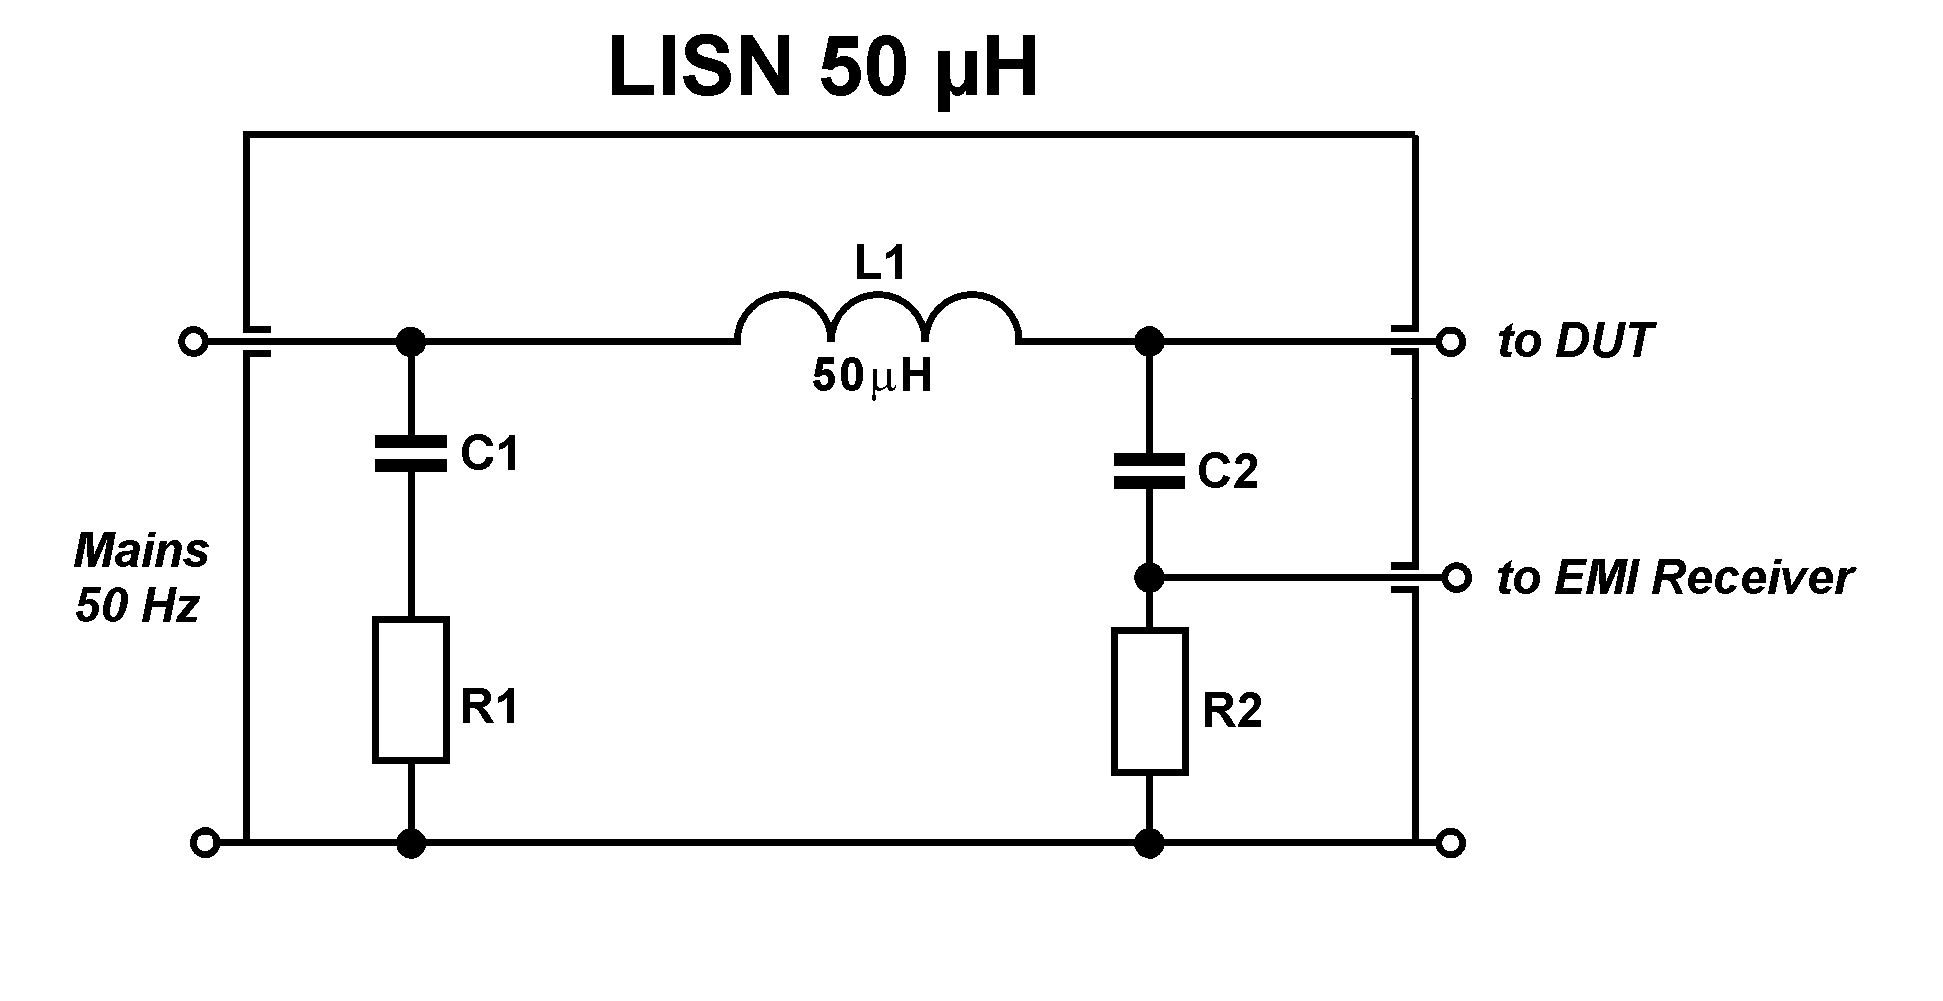 LISN 50 µH
L1
50µH
to DUT
C1
C2
Mains
50 Hz
to EMI Receiver
R1
R2